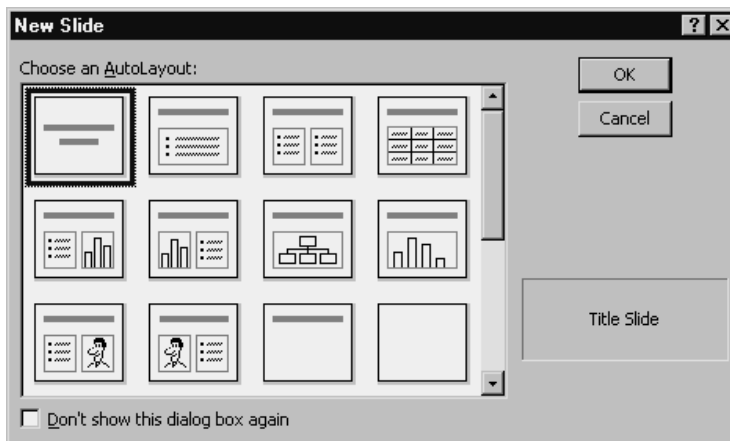 New Slide
Choose an AutoLayout:
OK
Cancel
Title Slide
Don't show this dialog box again